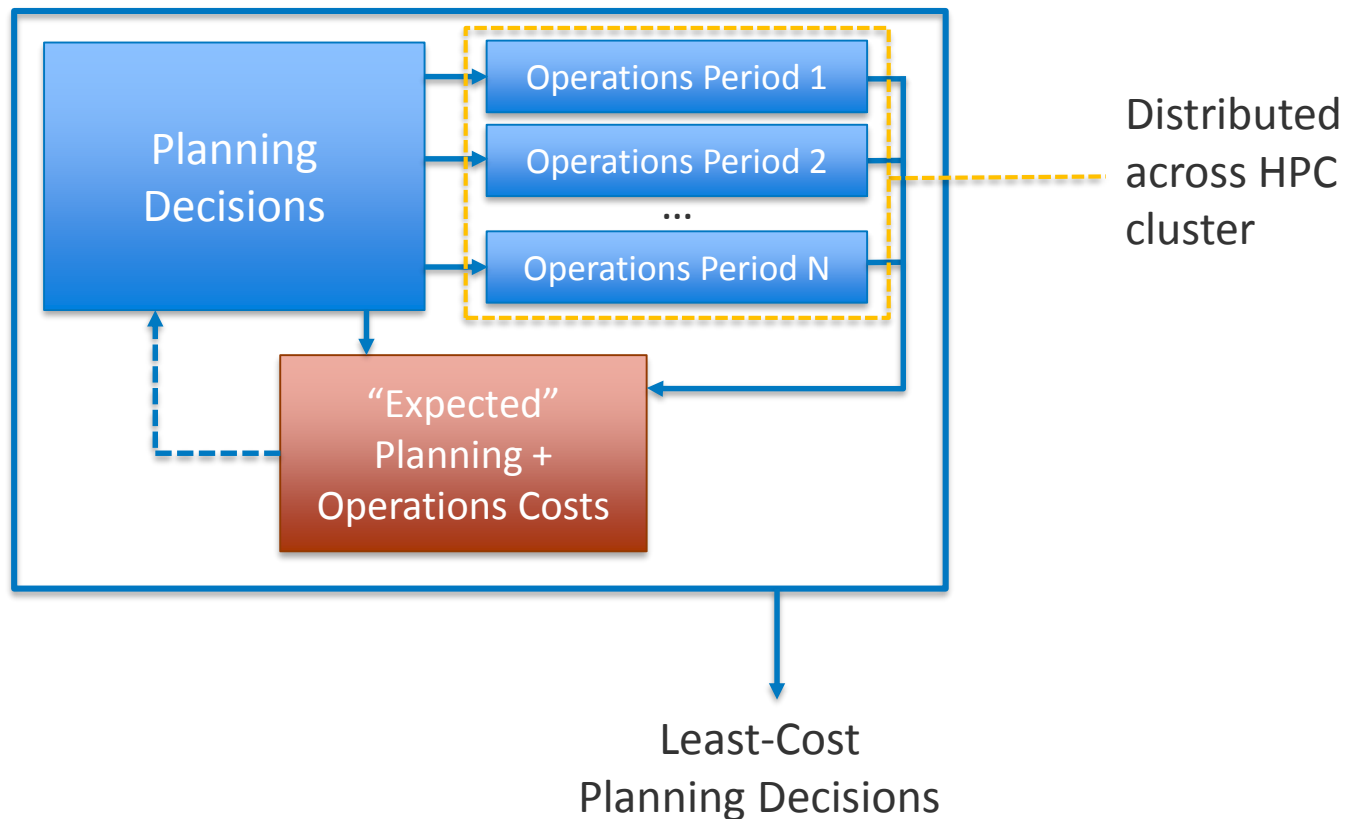 Planning
Decisions
Operations Period 1
Operations Period 2
...
Operations Period N
Distributed
across HPC
cluster
“Expected”
Planning +
Operations Costs
Least-Cost
Planning Decisions